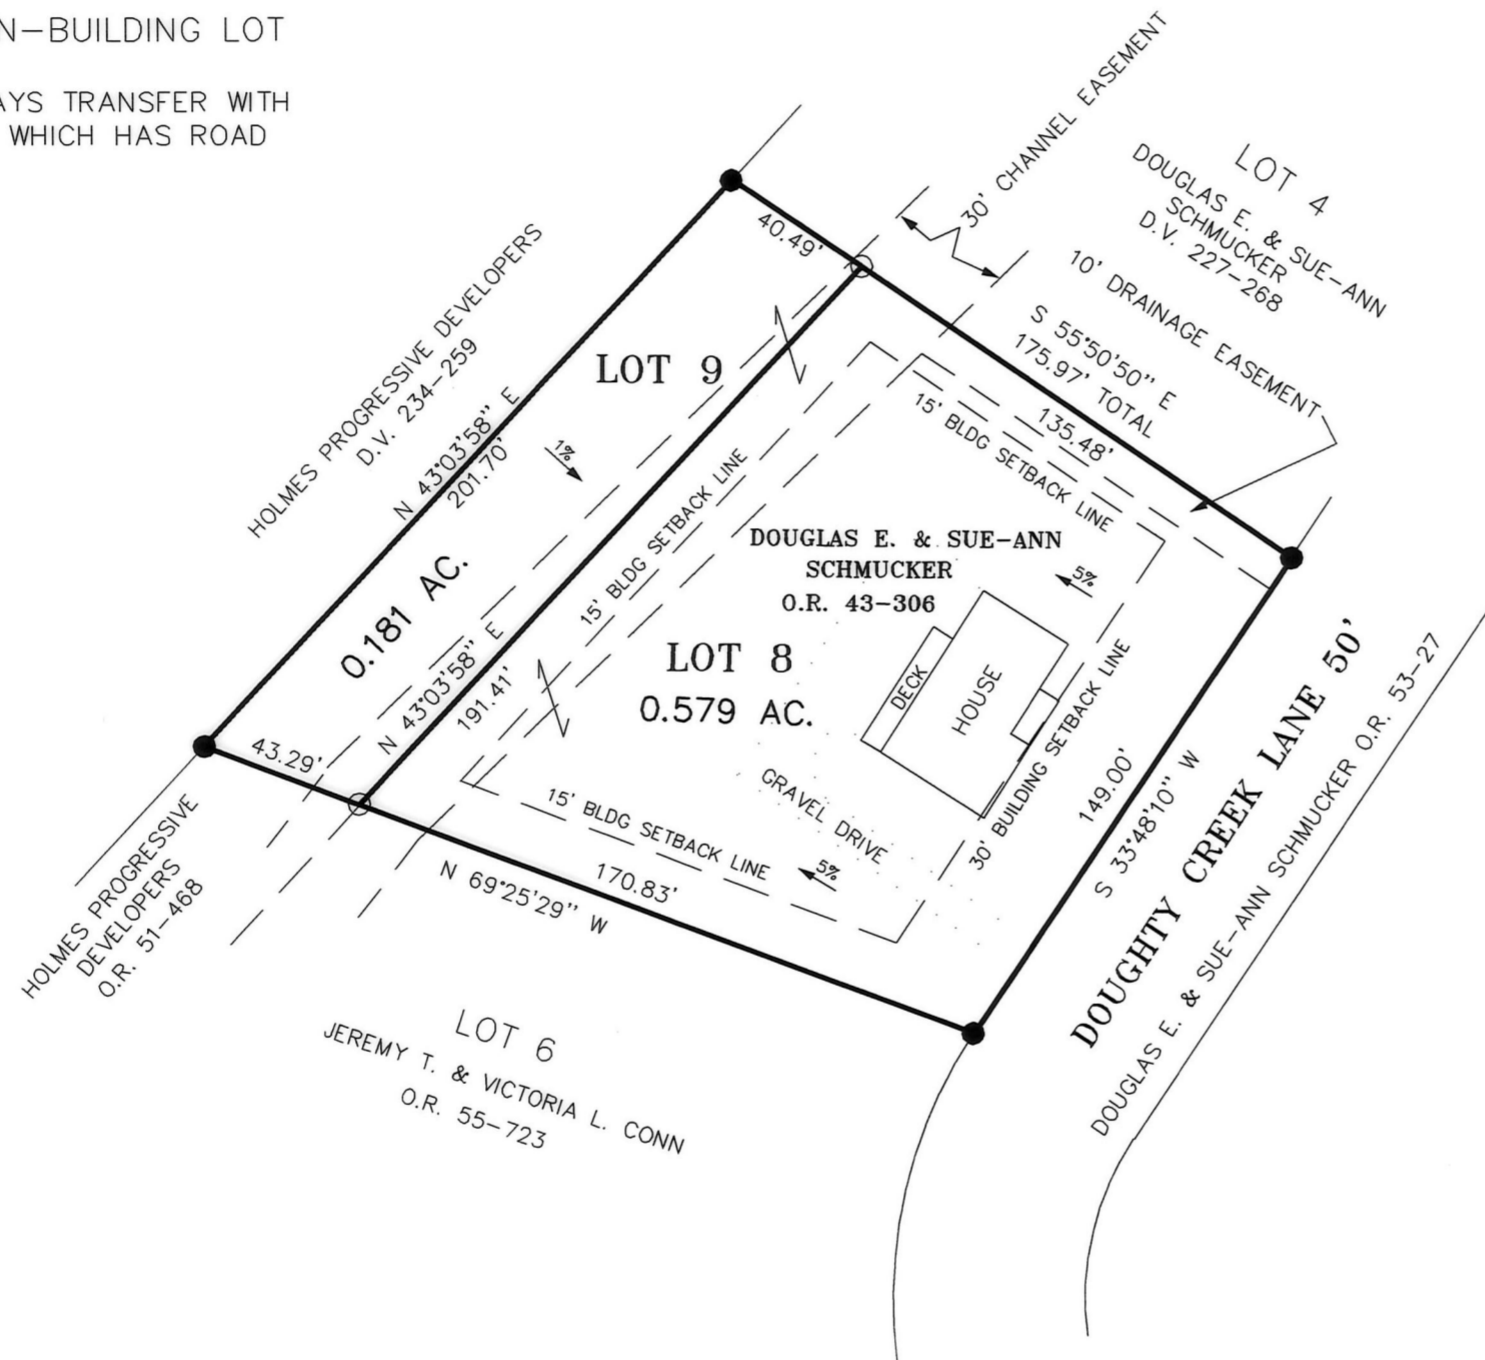 N-BUILDING LOT
AYS TRANSFER WITH
WHICH HAS ROAD
30' CHANNEL EASEMENT
LOT 4
DOUGLAS E. & SUE-ANN
SCHMUCKER
D.V. 227-268
10' DRAINAGE EASEMENT
40.49'
S 55°50'50" E
175.97' TOTAL
135.48'
15' BLDG SETBACK LINE
HOLMES PROGRESSIVE DEVELOPERS
D.V. 234-259
N 43°03'58" E
201.70'
LOT 9
1%
0.181 AC.
15' BLDG SETBACK LINE
N 43°03'58" E
191.41'
DOUGLAS E. & SUE-ANN
SCHMUCKER
O.R. 43-306
5%
LOT 8
0.579 AC.
DECK
HOUSE
30' BUILDING SETBACK LINE
GRAVEL DRIVE
5%
15' BLDG SETBACK LINE
43.29'
170.83'
N 69°25'29" W
149.00'
S 33°48'10" W
DOUGHTY CREEK LANE 50'
DOUGLAS E. & SUE-ANN SCHMUCKER O.R. 53-27
HOLMES PROGRESSIVE
DEVELOPERS
O.R. 51-468
LOT 6
JEREMY T. & VICTORIA L. CONN
O.R. 55-723